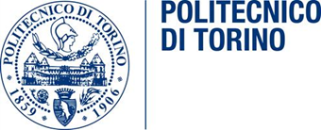 POLITECNICO DI TORINO
1859
1906
POLITECNICO
DI TORINO